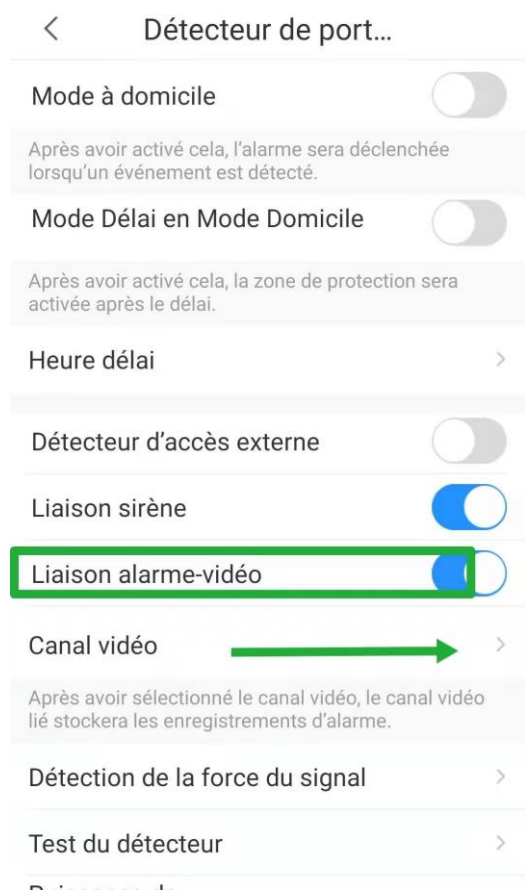 Détecteur de port...
Mode à domicile
Après avoir activé cela, l'alarme sera déclenchée
lorsqu'un événement est détecté.
Mode Délai en Mode Domicile
Après avoir activé cela, la zone de protection sera
activée après le délai.
Heure délai
Détecteur d'accès externe
Liaison sirène
Liaison alarme-vidéo
Canal vidéo
Après avoir sélectionné le canal vidéo, le canal vidéo
lié stockera les enregistrements d'alarme.
Détection de la force du signal
Test du détecteur